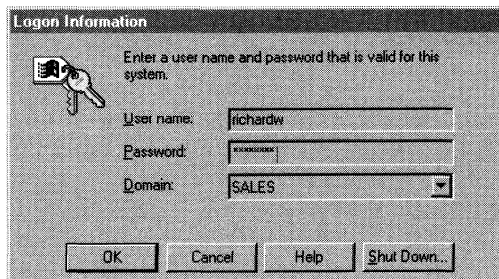 Logon Information
Enter a user name and password that is valid for this
system.
User name: richardw
Password: ********
Domain: SALES
OK Cancel Help Shut Down...